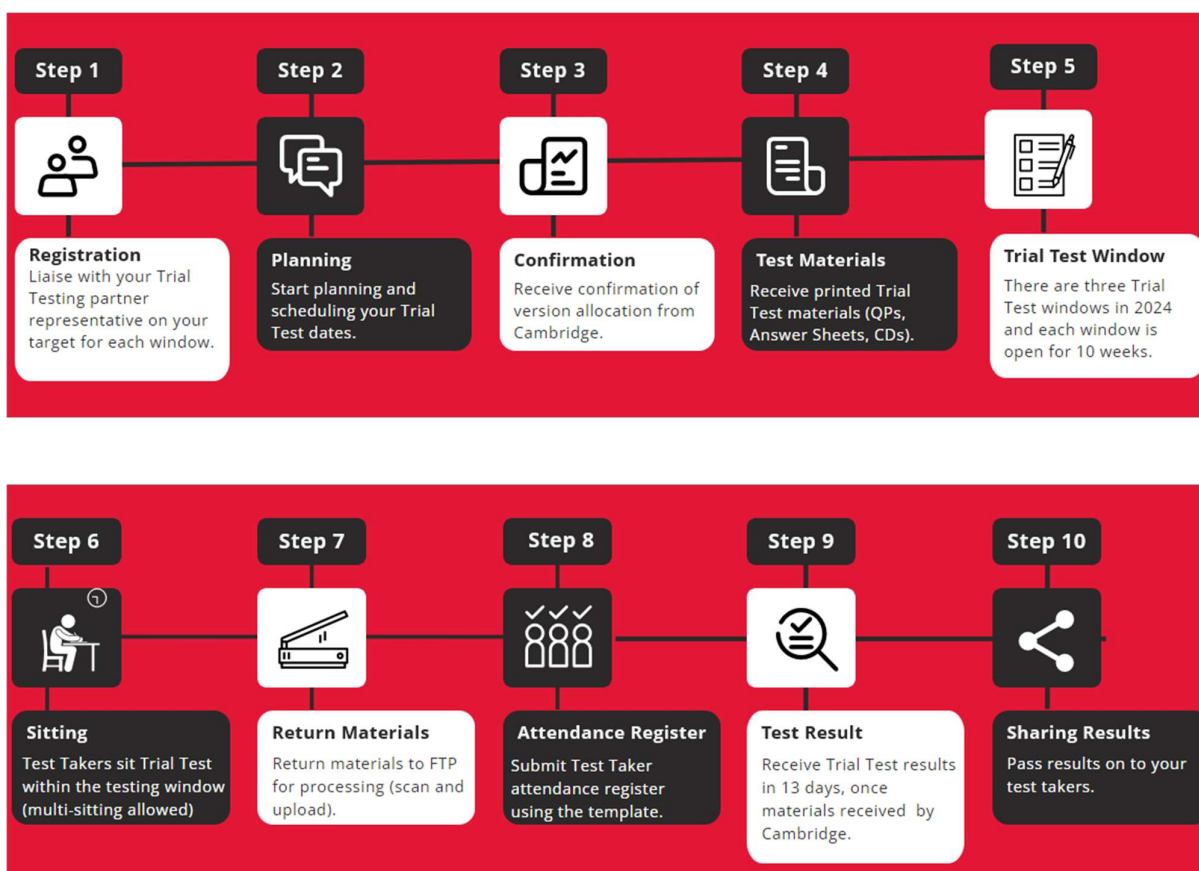 Step 1
Step 2
Step 3
Step 4
Step 5
Registration
Liaise with your Trial
Testing partner
representative on your
target for each window.
Planning
Start planning and
scheduling your Trial
Test dates.
Confirmation
Receive confirmation of
version allocation from
Cambridge.
Test Materials
Receive printed Trial
Test materials (QPs,
Answer Sheets, CDs).
Trial Test Window
There are three Trial
Test windows in 2024
and each window is
open for 10 weeks.
Step 6
Step 7
Step 8
Step 9
Step 10
Sitting
Test Takers sit Trial Test
within the testing window
(multi-sitting allowed)
Return Materials
Return materials to FTP
for processing (scan and
upload).
Attendance Register
Submit Test Taker
attendance register
using the template.
Test Result
Receive Trial Test results
in 13 days, once
materials received by
Cambridge.
Sharing Results
Pass results on to your
test takers.